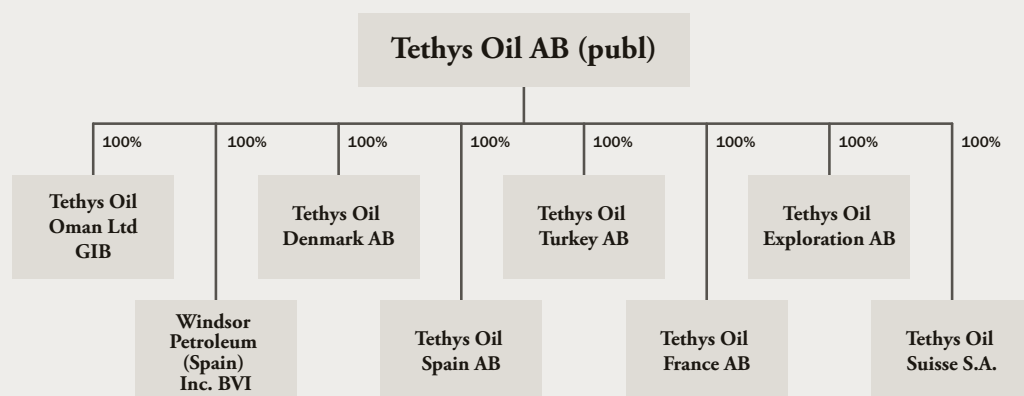 Tethys Oil AB (publ)
100%
100%
100%
100%
100%
100%
100%
100%
Tethys Oil
Oman Ltd
GIB
Tethys Oil
Denmark AB
Tethys Oil
Turkey AB
Tethys Oil
Exploration AB
Windsor
Petroleum
(Spain)
Inc. BVI
Tethys Oil
Spain AB
Tethys Oil
France AB
Tethys Oil
Suisse S.A.